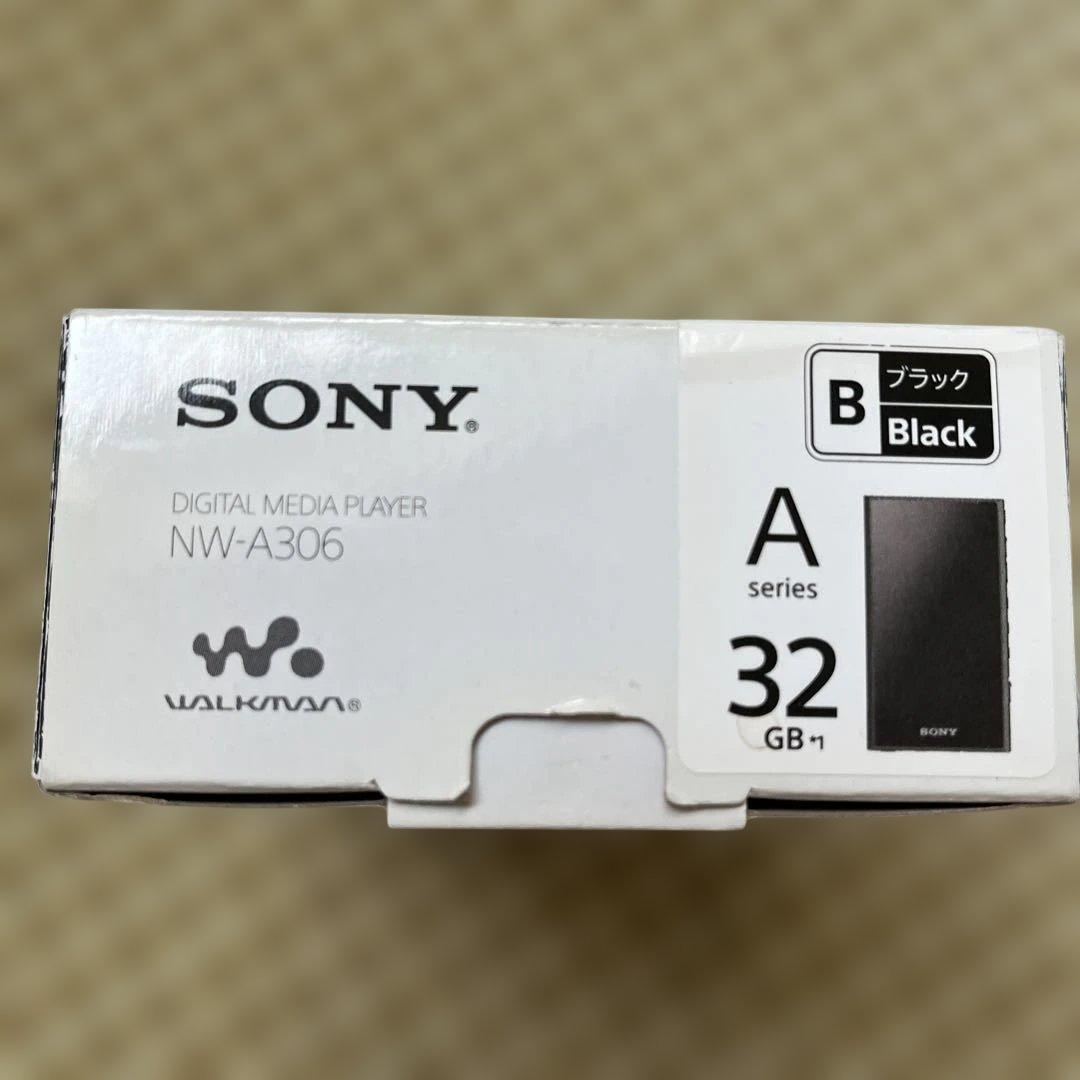 SONY®
DIGITAL MEDIA PLAYER
NW-A306
WALKMAN®
B
ブラック
Black
A
series
32
GB *1
SONY